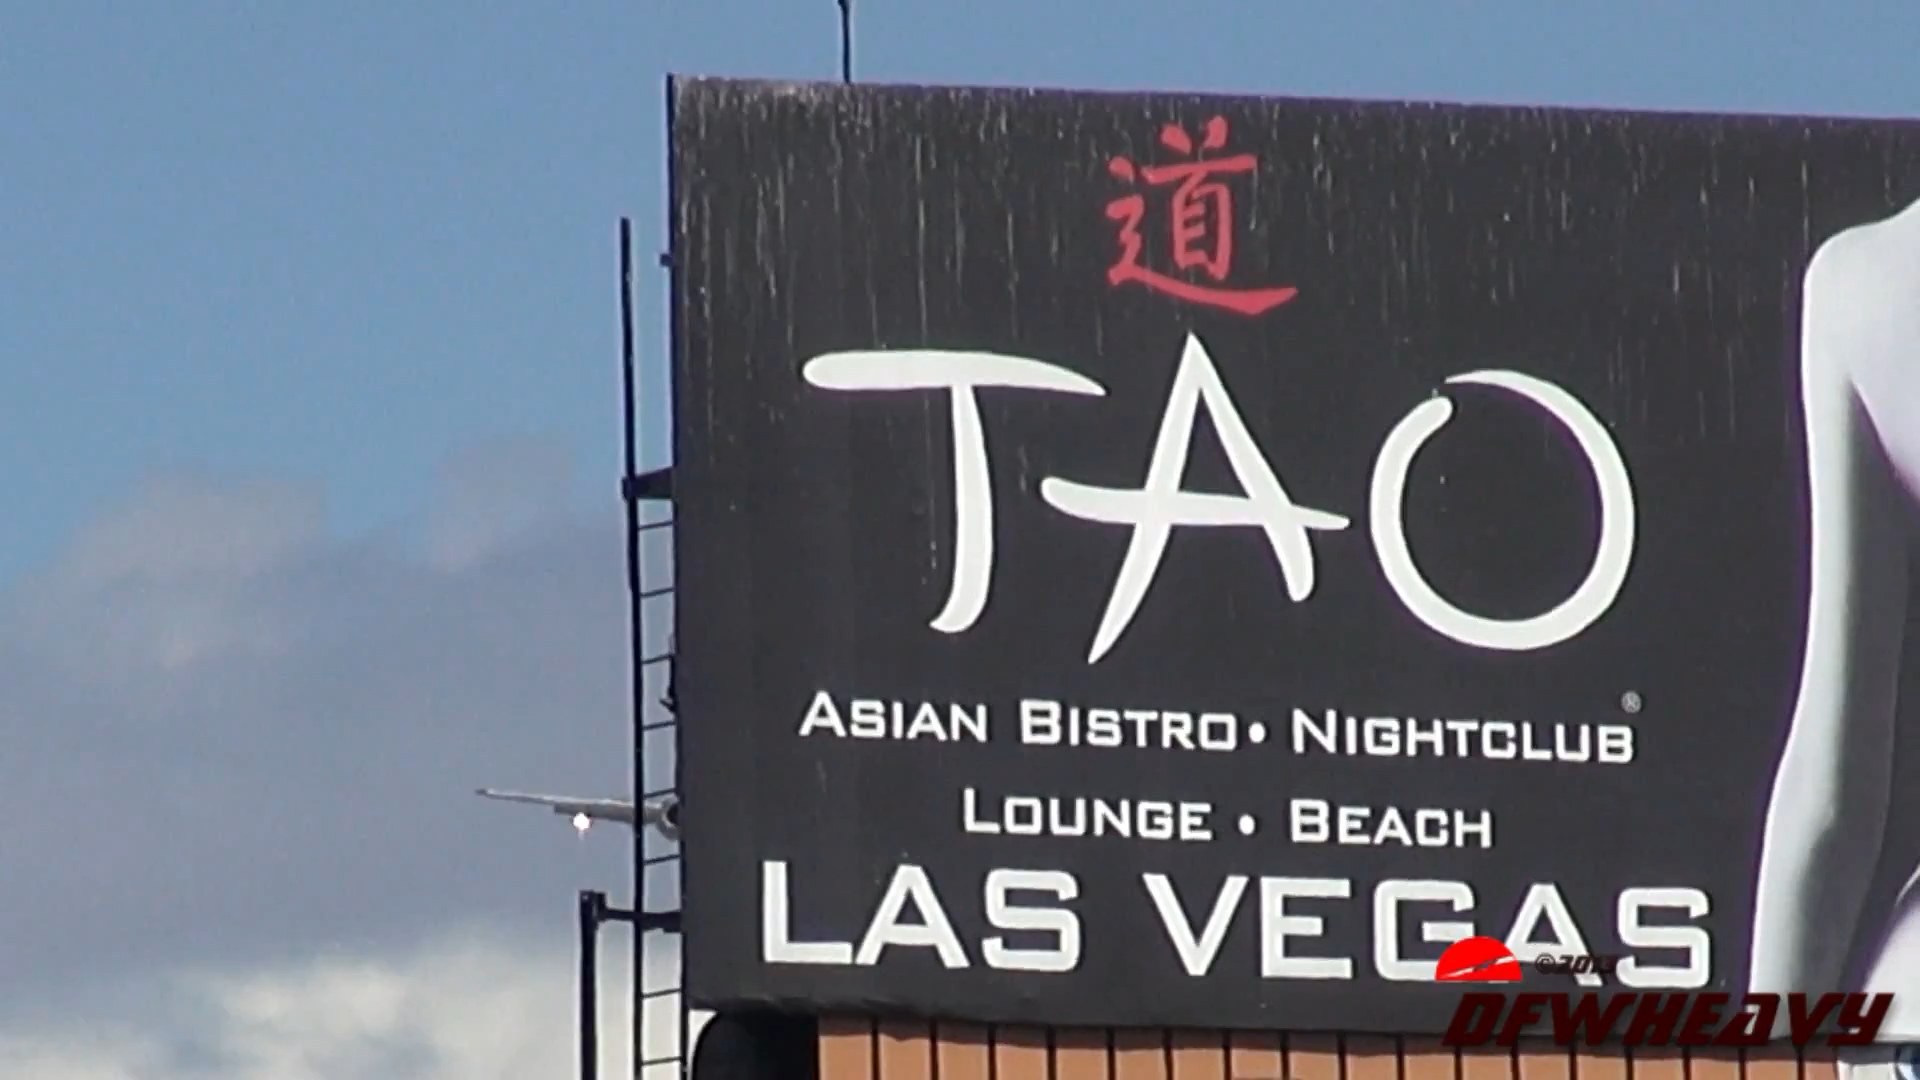 道
TAO
ASIAN BISTRO • NIGHTCLUB®
LOUNGE • BEACH
LAS VEGAS
©2013
DFWHEAVY